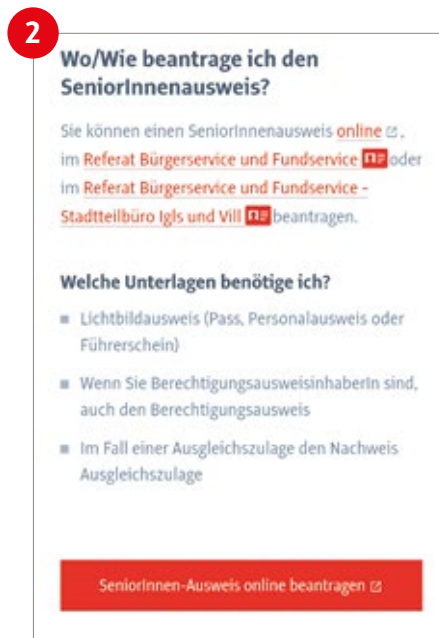 2
Wo/Wie beantrage ich den
SeniorInnenausweis?
Sie können einen SeniorInnenausweis online,
im Referat Bürgerservice und Fundservice oder
im Referat Bürgerservice und Fundservice -
Stadtteilbüro Igls und Vill beantragen.
Welche Unterlagen benötige ich?
Lichtbildausweis (Pass, Personalausweis oder
Führerschein)
Wenn Sie BerechtigungsausweisinhaberIn sind,
auch den Berechtigungsausweis
Im Fall einer Ausgleichszulage den Nachweis
Ausgleichszulage
SeniorInnen-Ausweis online beantragen